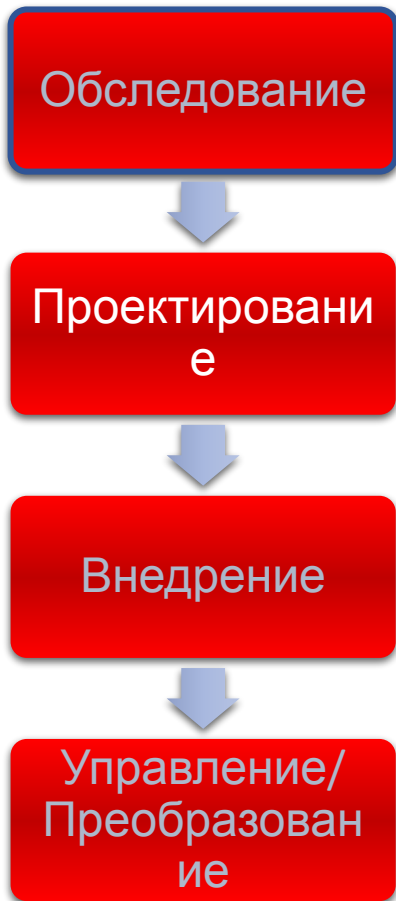 Обследование
Проектировани
е
Внедрение
Управление/
Преобразован
ие